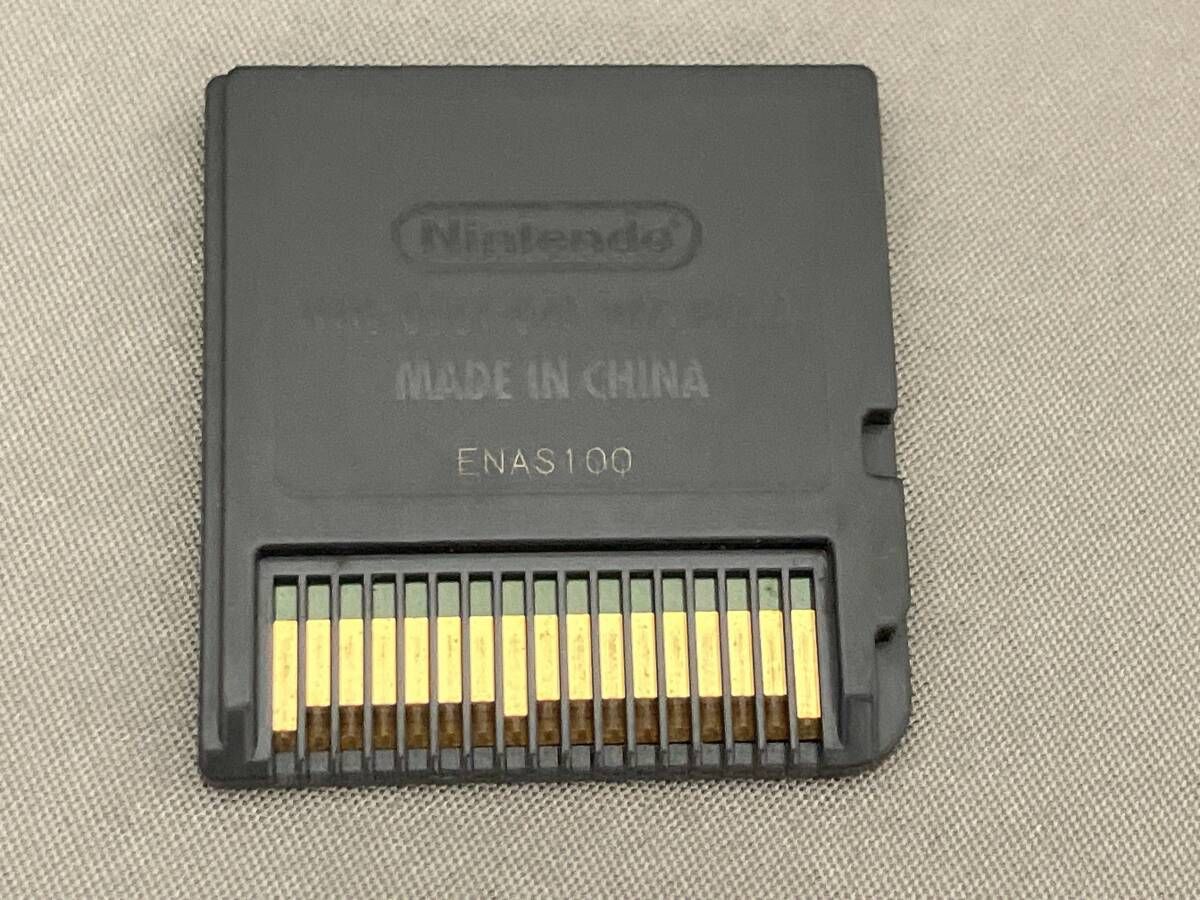 Nintendo
MADE IN CHINA
ENAS100